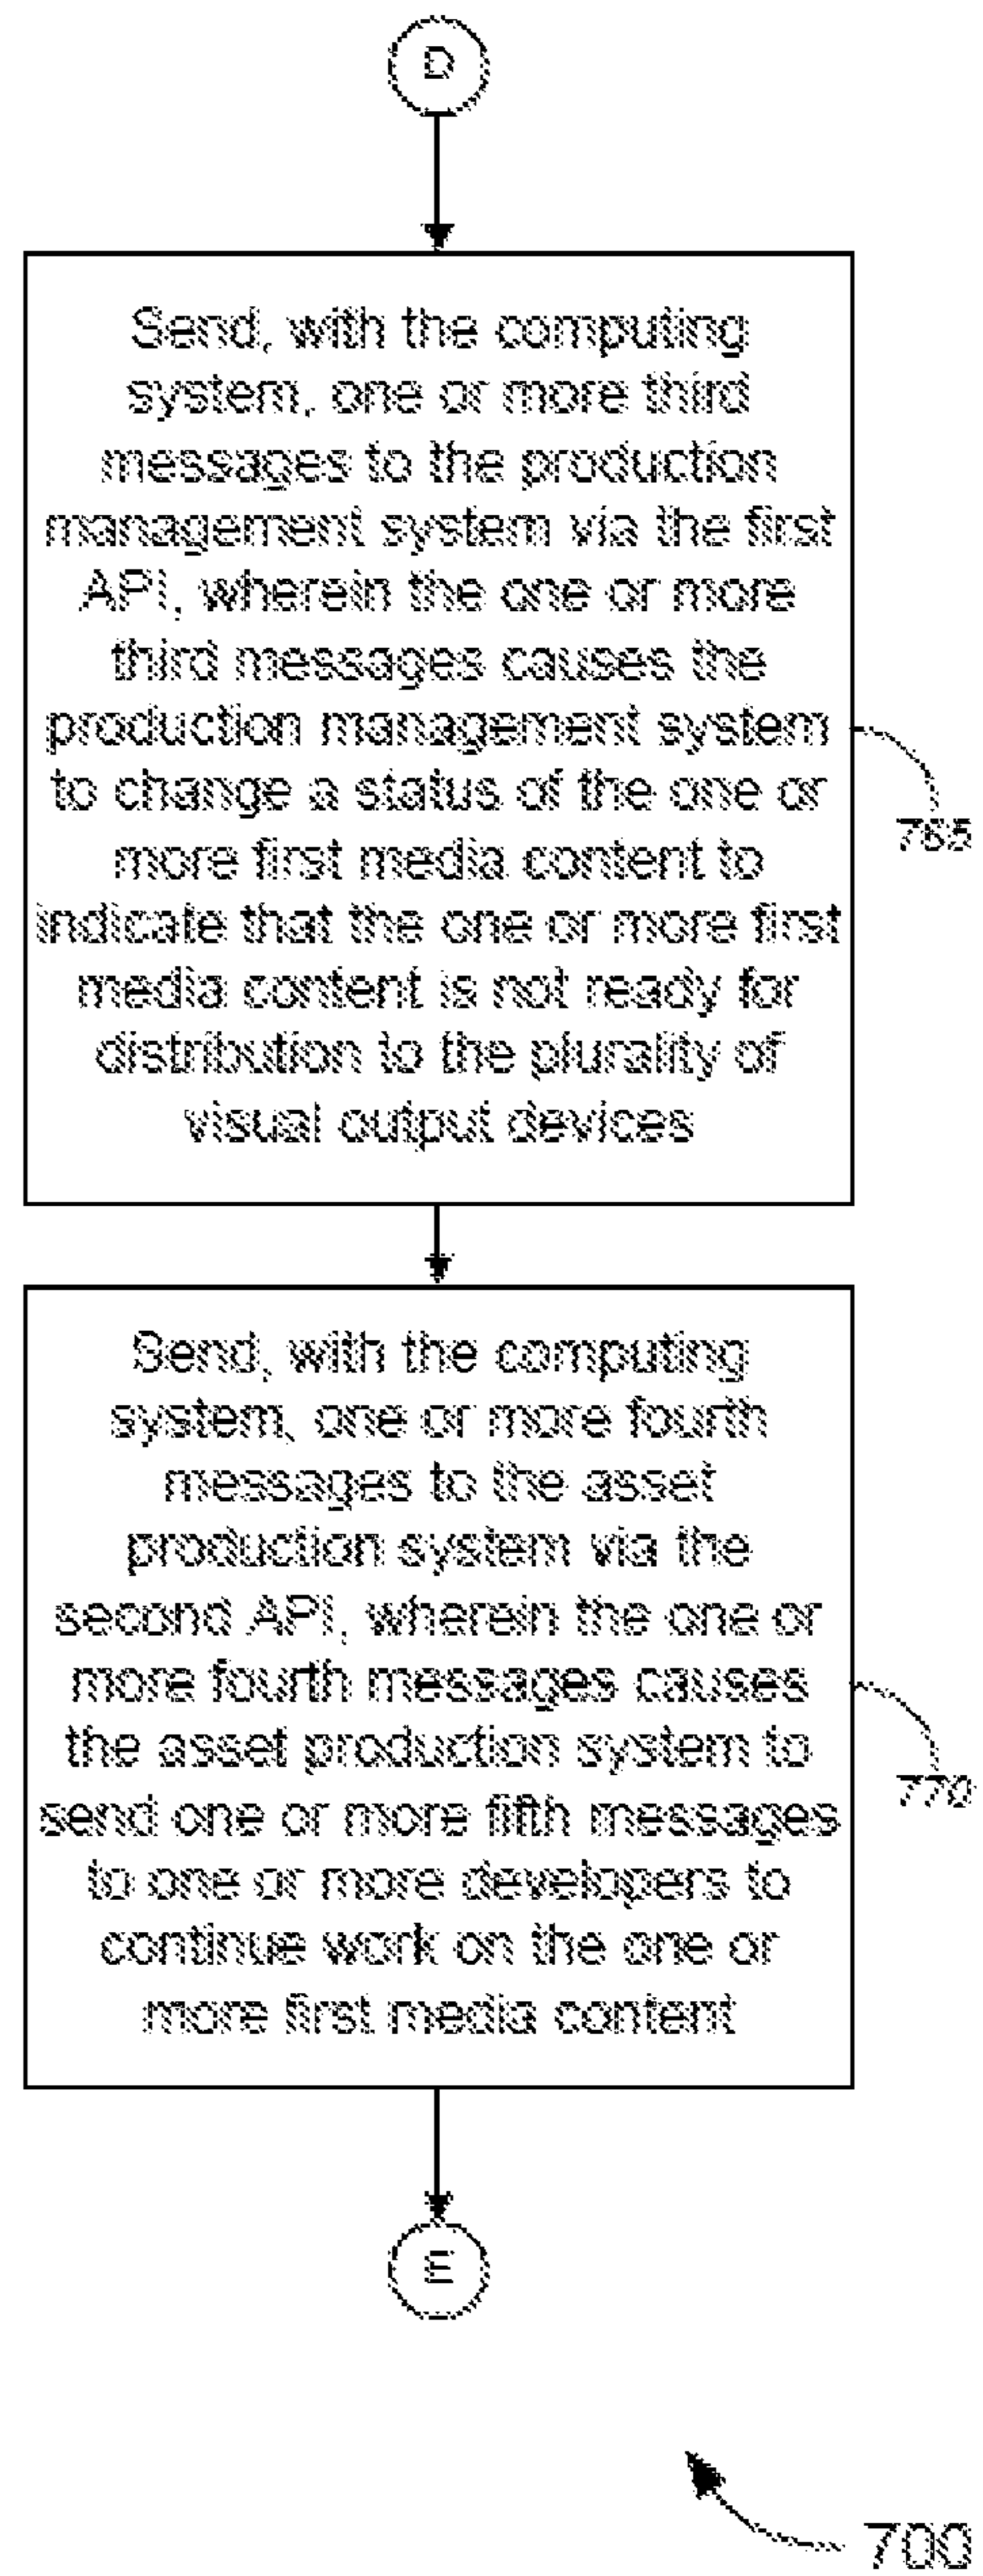 D
Send, with the computing
system, one or more third
messages to the production
management system via the first
API, wherein the one or more
third messages causes the
production management system
to change a status of the one or
more first media content to
indicate that the one or more first
media content is not ready for
distribution to the plurality of
visual output devices
765
Send, with the computing
system, one or more fourth
messages to the asset
production system via the
second API, wherein the one or
more fourth messages causes
the asset production system to
send one or more fifth messages
to one or more developers to
continue work on the one or
more first media content
770
E
700